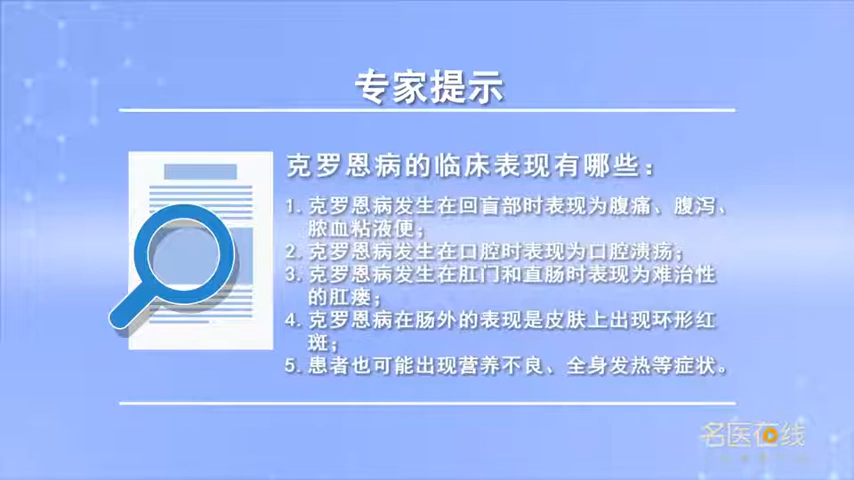 专家提示
克罗恩病的临床表现有哪些：
1. 克罗恩病发生在回盲部时表现为腹痛、腹泻、
脓血粘液便；
2. 克罗恩病发生在口腔时表现为口腔溃疡；
3. 克罗恩病发生在肛门和直肠时表现为难治性
的肛瘘；
4. 克罗恩病在肠外的表现是皮肤上出现环形红
斑；
5. 患者也可能出现营养不良、全身发热等症状。
名医在线